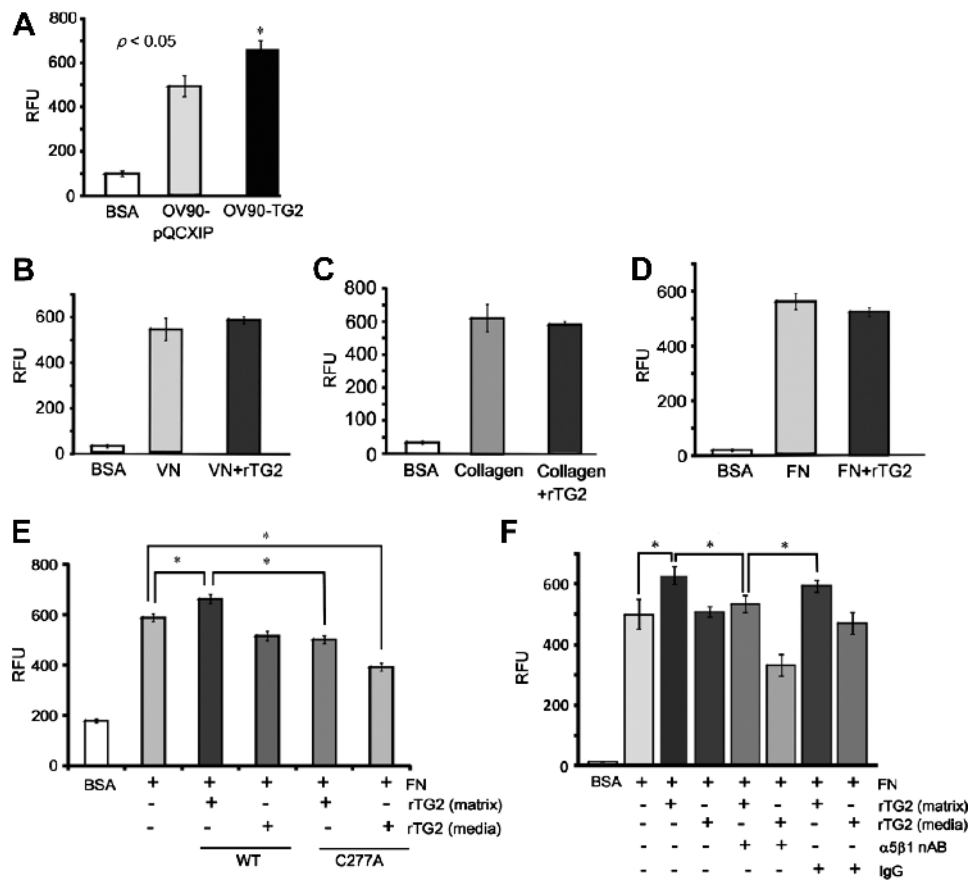 A
800
600
400
200
0
RFU
ρ < 0.05
*
BSA
OV90-
pQCXIP
OV90-TG2
B
600
400
200
0
RFU
BSA
VN
VN+rTG2
C
800
600
400
200
100
0
RFU
BSA
Collagen
Collagen
+rTG2
D
600
400
200
0
RFU
BSA
FN
FN+rTG2
E
800
600
400
200
0
RFU
*
*
*
BSA
+ + + + + FN
- + - + - rTG2 (matrix)
- - + - + rTG2 (media)
WT
C277A
F
600
400
200
0
RFU
* * *
BSA
+ + + + + + + FN
- + - + - + - rTG2 (matrix)
- - + - + - + rTG2 (media)
- - - + + - - α5β1 nAB
- - - - - + + IgG